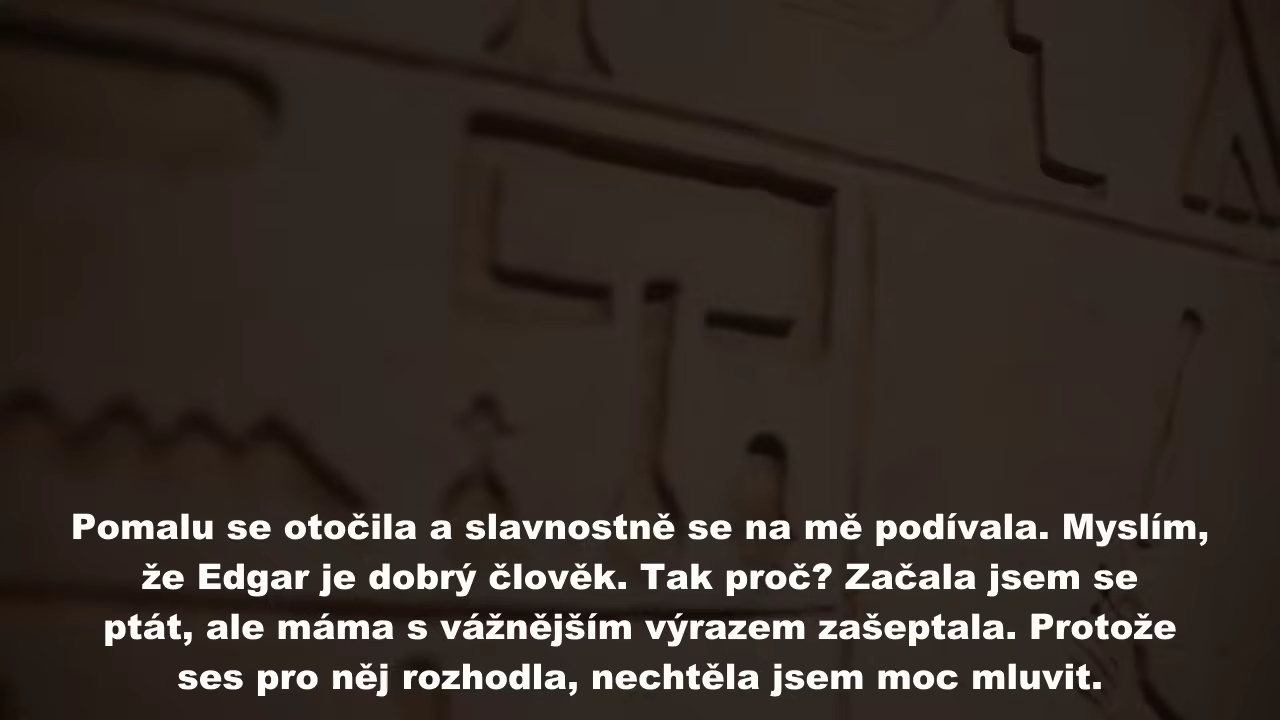 Pomalu se otočila a slavnostně se na mě podívala. Myslím,
že Edgar je dobrý člověk. Tak proč? Začala jsem se
ptát, ale máma s vážnějším výrazem zašeptala. Protože
ses pro něj rozhodla, nechtěla jsem moc mluvit.